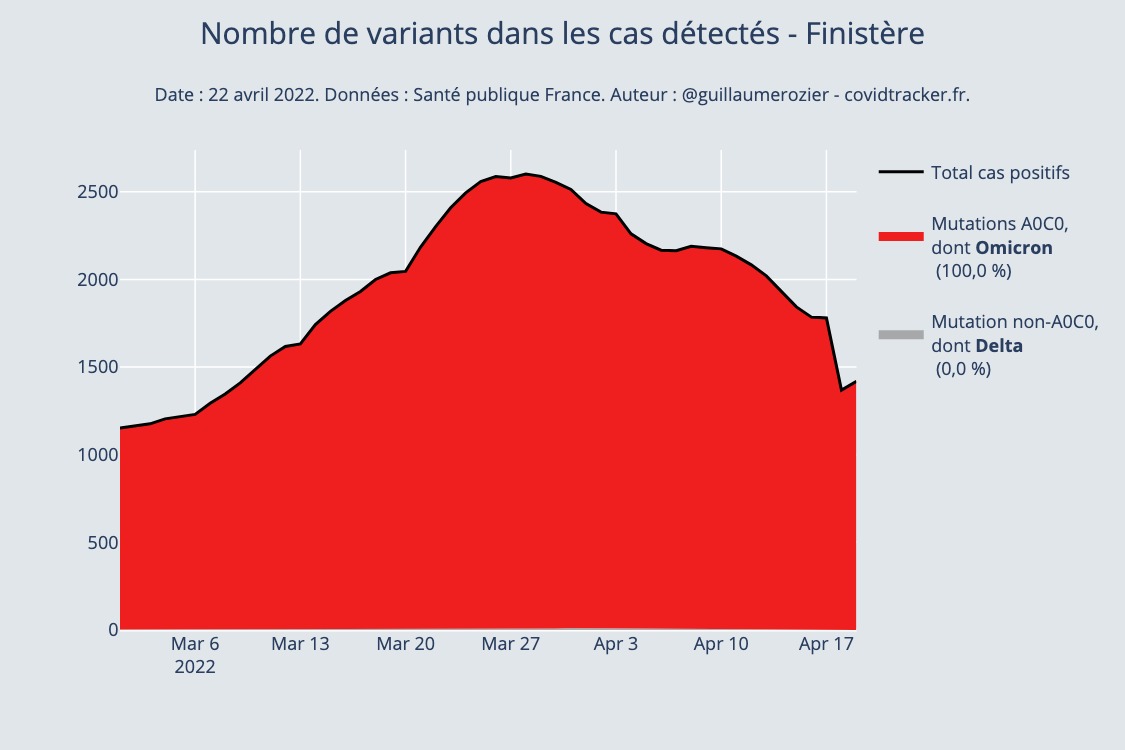 Nombre de variants dans les cas détectés - Finistère
Date : 22 avril 2022. Données : Santé publique France. Auteur : @guillaumerozier - covidtracker.fr.
2500
2000
1500
1000
500
0
Mar 6
2022
Mar 13
Mar 20
Mar 27
Apr 3
Apr 10
Apr 17
Total cas positifs
Mutations A0C0,
dont Omicron
(100,0 %)
Mutation non-A0C0,
dont Delta
(0,0 %)